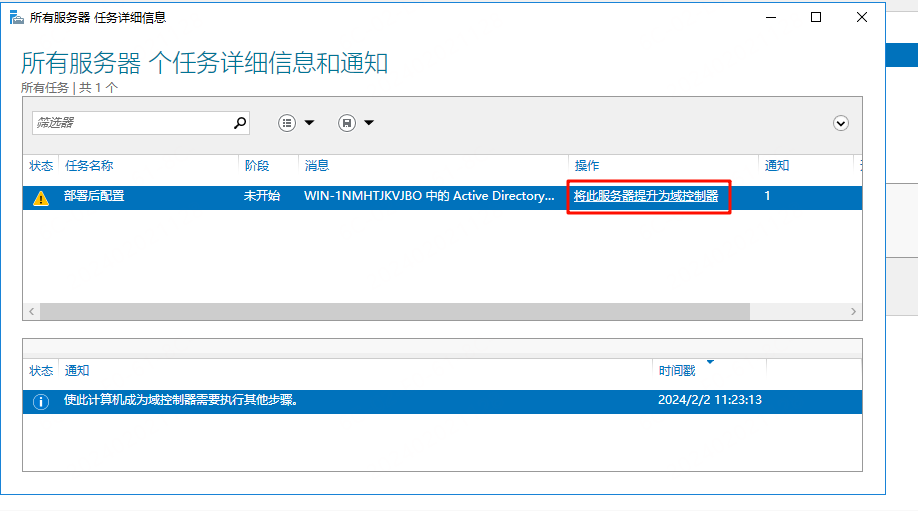 所有服务器 任务详细信息
所有服务器 个任务详细信息和通知
所有任务 | 共 1 个
筛选器
状态 任务名称 阶段 消息 操作 通知
部署后配置 未开始 WIN-1NMHTJKVJBO 中的 Active Directory... 将此服务器提升为域控制器 1
状态 通知 时间戳
使此计算机成为域控制器需要执行其他步骤。 2024/2/2 11:23:13